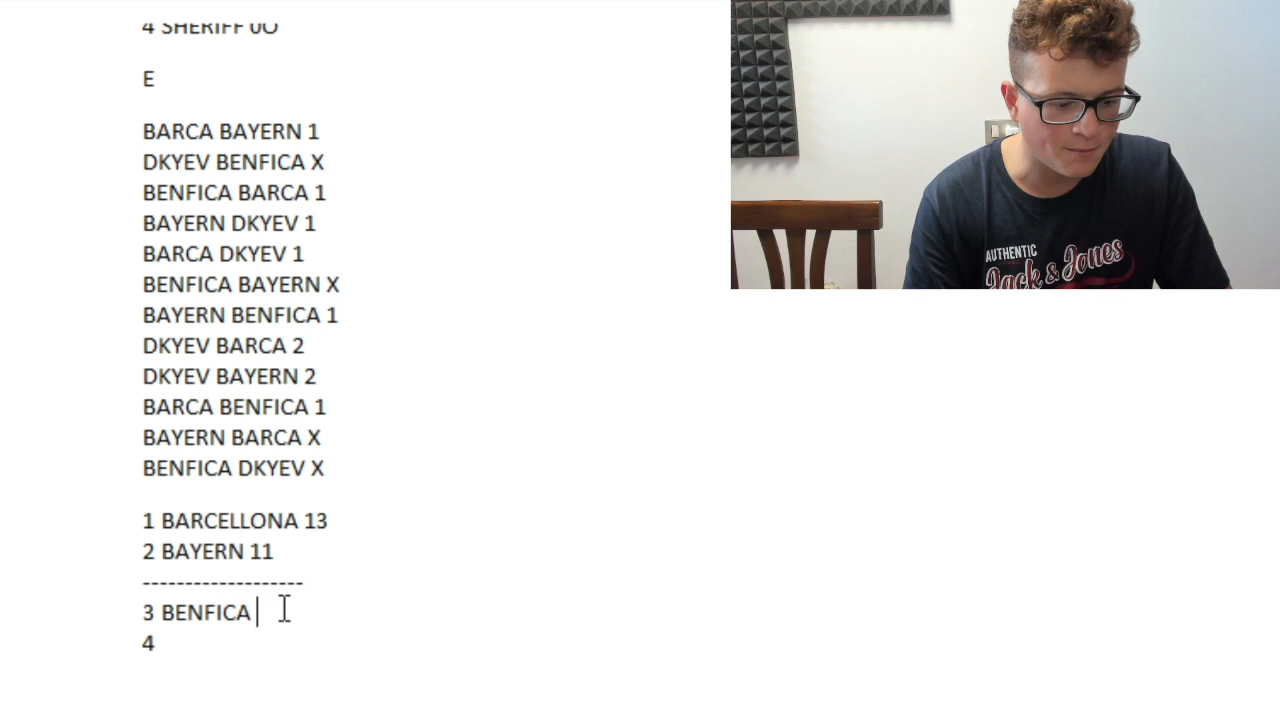 4 SHERIFF 0O
E
BARCA BAYERN 1
DKYEV BENFICA X
BENFICA BARCA 1
BAYERN DKYEV 1
BARCA DKYEV 1
BENFICA BAYERN X
BAYERN BENFICA 1
DKYEV BARCA 2
DKYEV BAYERN 2
BARCA BENFICA 1
BAYERN BARCA X
BENFICA DKYEV X
1 BARCELLONA 13
2 BAYERN 11
-------------------
3 BENFICA
4
AUTHENTIC
Jack & Jones